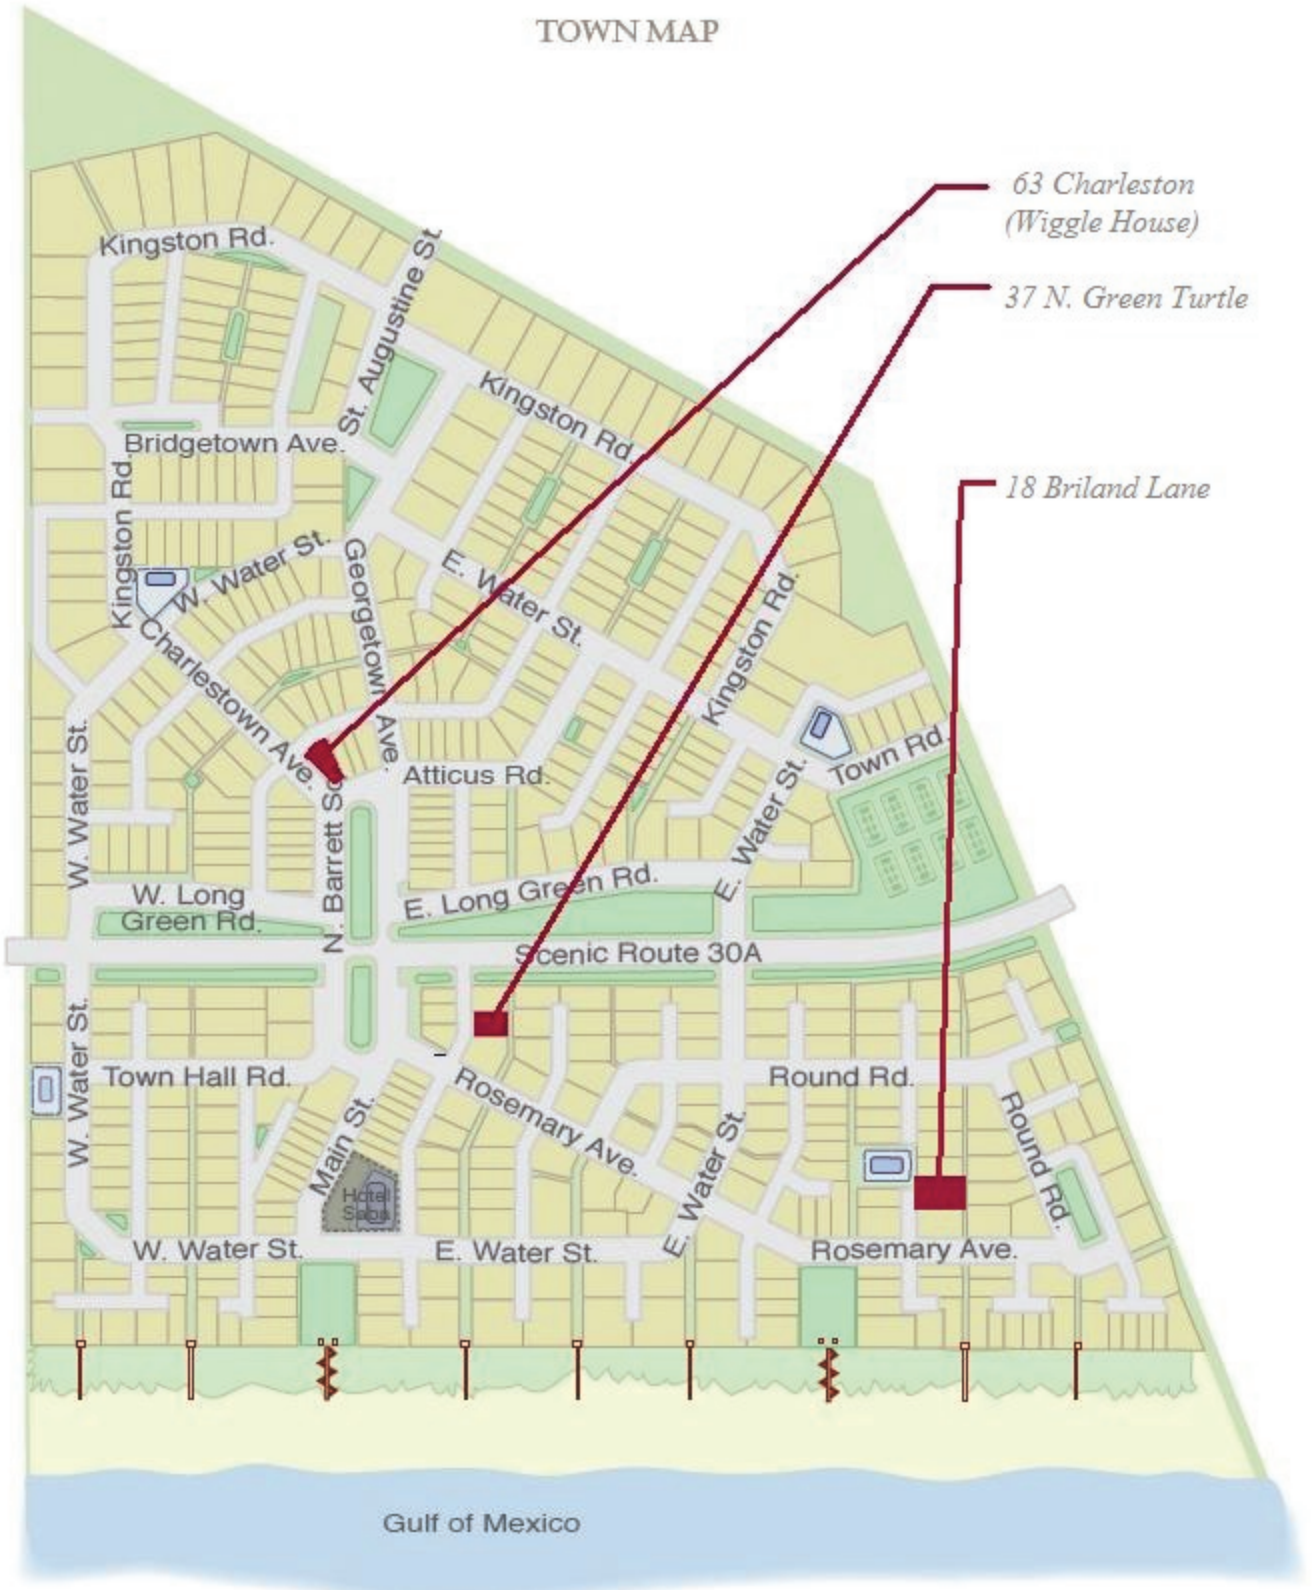 TOWN MAP
63 Charleston
(Wiggle House)
37 N. Green Turtle
18 Briland Lane
Kingston Rd.
St. Augustine St.
Kingston Rd.
Bridgetown Ave.
Kingston Rd.
W. Water St.
Georgetown Ave.
E. Water St.
Kingston Rd.
Charlestown Ave.
W. Water St.
Atticus Rd.
Town Rd.
E. Water St.
N. Barrett Sq.
W. Long
Green Rd.
E. Long Green Rd.
Scenic Route 30A
W. Water St.
Town Hall Rd.
Rosemary Ave.
Round Rd.
Round Rd.
Main St.
E. Water St.
Hotel
Saba
W. Water St.
E. Water St.
Rosemary Ave.
Gulf of Mexico